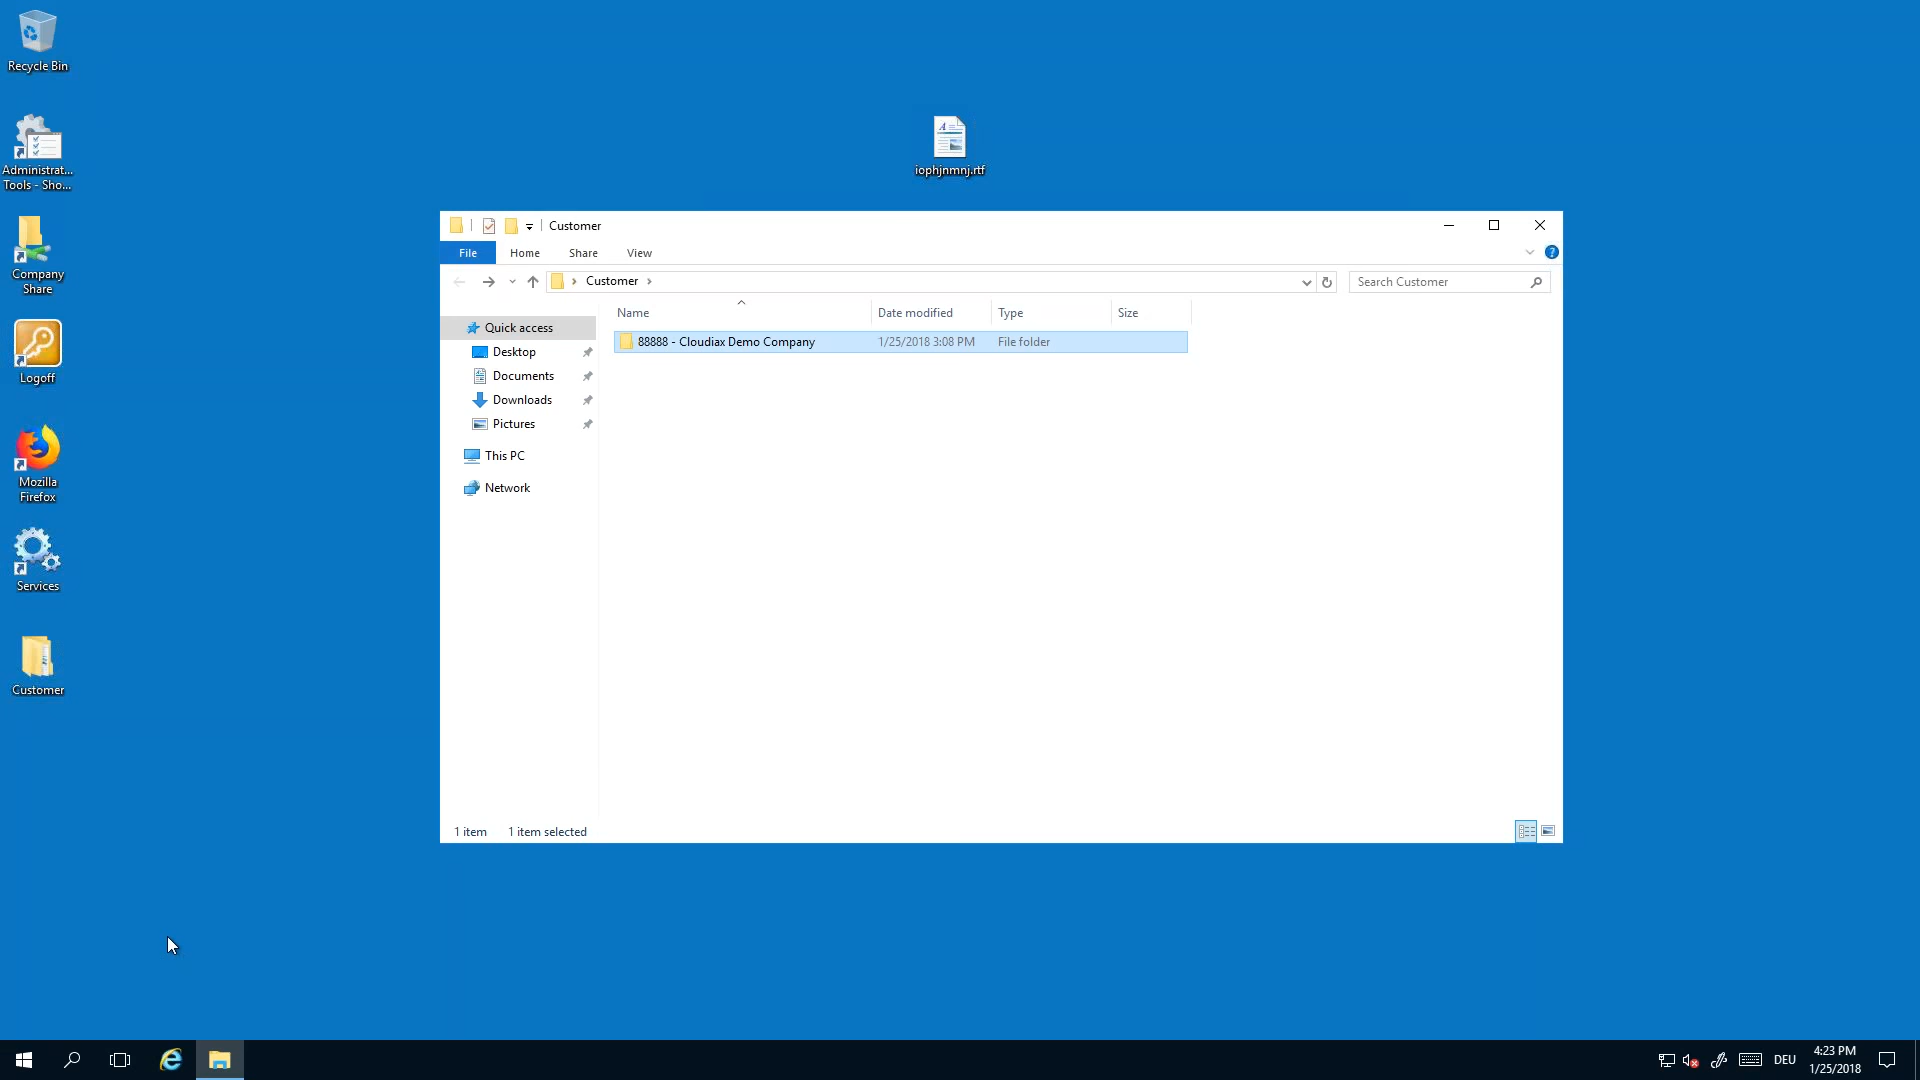 Recycle Bin
Administrat...
Tools - Sho...
Company
Share
Logoff
Mozilla
Firefox
Services
Customer
iophjnmnj.rtf
Customer
File Home Share View
Customer
Search Customer
Name Date modified Type Size
88888 - Cloudiax Demo Company 1/25/2018 3:08 PM File folder
Quick access
Desktop
Documents
Downloads
Pictures
This PC
Network
1 item 1 item selected
DEU
4:23 PM
1/25/2018